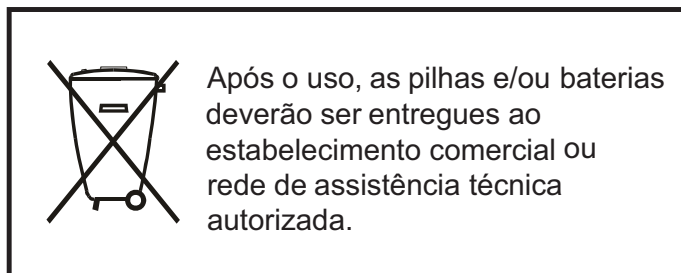 Após o uso, as pilhas e/ou baterias
deverão ser entregues ao
estabelecimento comercial ou
rede de assistência técnica
autorizada.